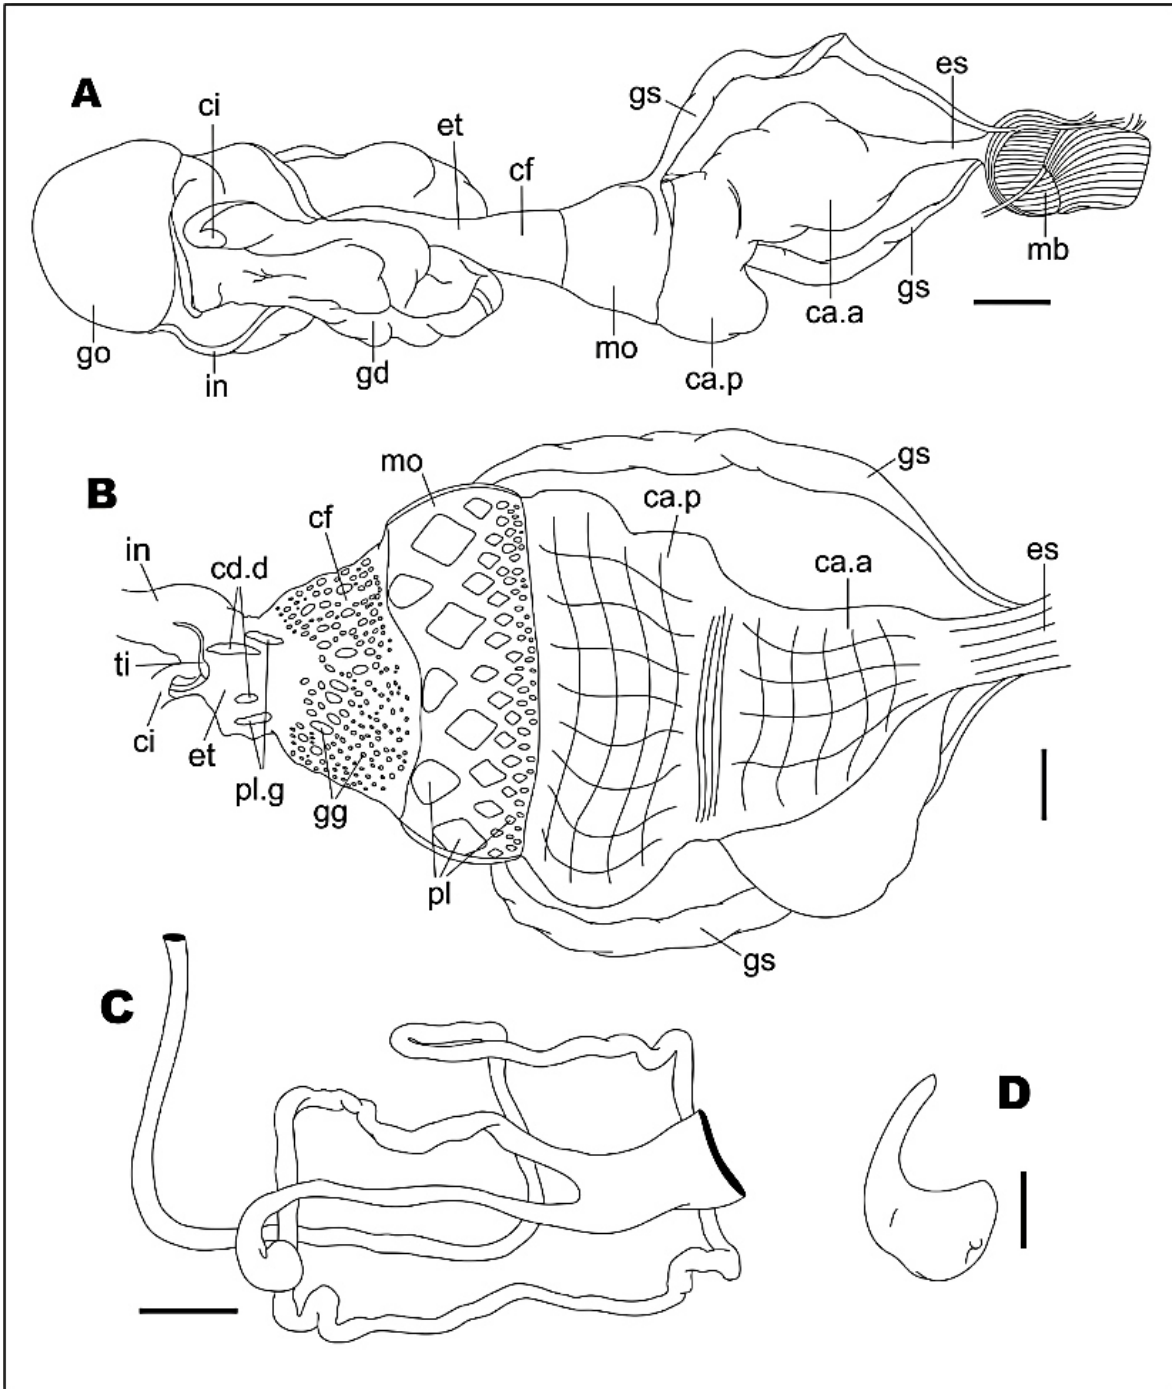 A
ci
et
cf
gs
es
mb
gs
ca.a
ca.p
mo
gd
in
go
B
mo
gs
ca.p
cf
in
cd.d
ca.a
es
ti
ci
et
pl.g
gg
pl
gs
C
D